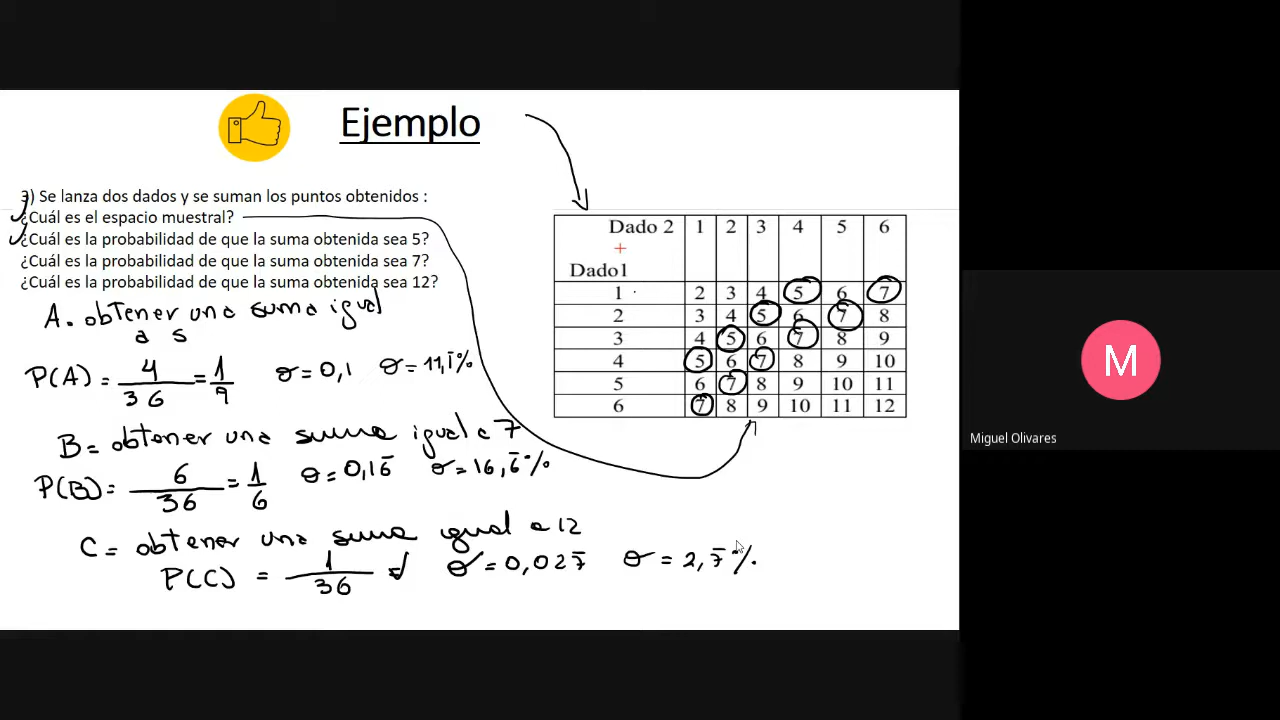 Ejemplo
3) Se lanza dos dados y se suman los puntos obtenidos :
¿Cuál es el espacio muestral?
¿Cuál es la probabilidad de que la suma obtenida sea 5?
¿Cuál es la probabilidad de que la suma obtenida sea 7?
¿Cuál es la probabilidad de que la suma obtenida sea 12?
A. obtener una suma igual
a 5
P(A) = 4/36 = 1/9 o = 0,1 o = 11,1̄%
B = obtener una suma igual a 7
P(B) = 6/36 = 1/6 o = 0,16̄ o = 16,6̄%
C = obtener una suma igual a 12
P(C) = 1/36 = o = 0,027̄ o = 2,7̄%
Dado 2 1 2 3 4 5 6
+
Dado1
1 2 3 4 5 6 7
2 3 4 5 6 7 8
3 4 5 6 7 8 9
4 5 6 7 8 9 10
5 6 7 8 9 10 11
6 7 8 9 10 11 12
M
Miguel Olivares